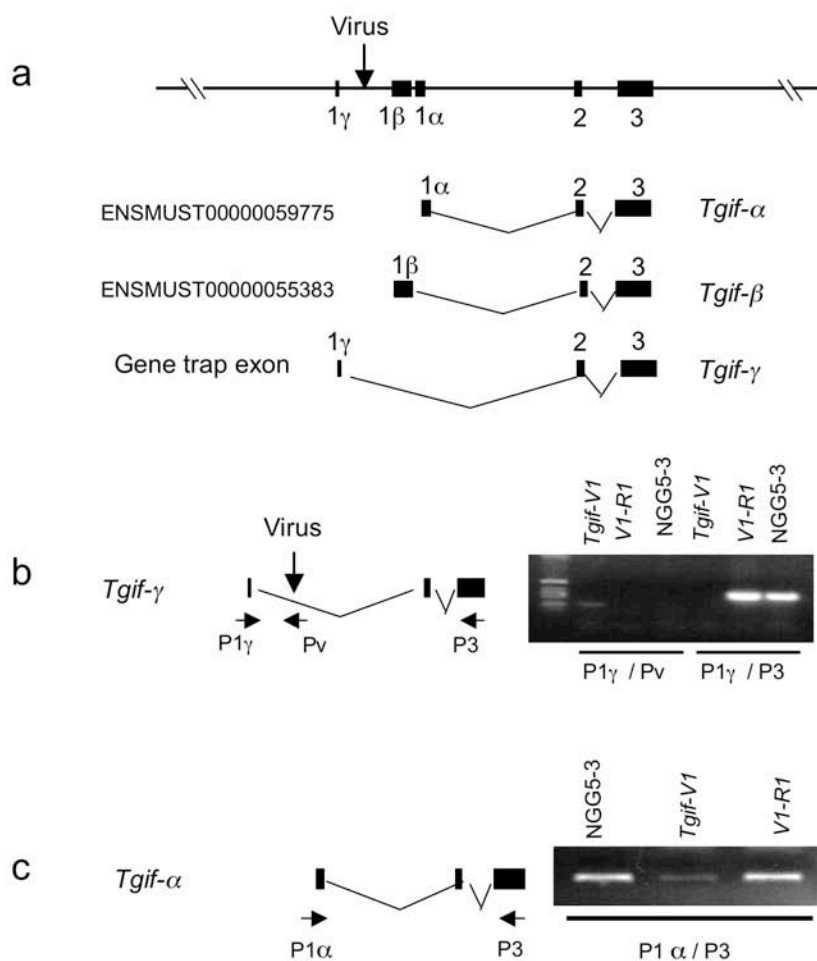 a
Virus
1γ 1β 1α 2 3
1α 2 3
ENSMUST00000059775 Tgif-α
1β 2 3
ENSMUST00000055383 Tgif-β
1γ 2 3
Gene trap exon Tgif-γ
b
Virus
Tgif-γ
P1γ Pv P3
Tgif-V1 V1-R1 NGG5-3 Tgif-V1 V1-R1 NGG5-3
P1γ / Pv P1γ / P3
c
Tgif-α
P1α P3
NGG5-3 Tgif-V1 V1-R1
P1 α / P3